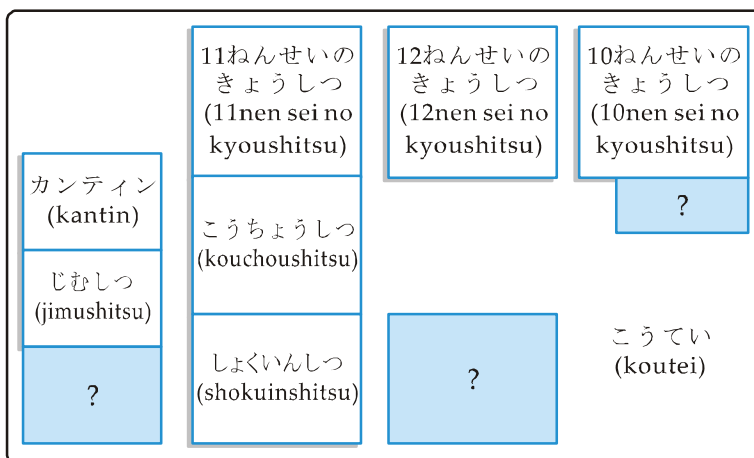 11ねんせいの
きょうしつ
(11nen sei no
kyoushitsu)
12ねんせいの
きょうしつ
(12nen sei no
kyoushitsu)
10ねんせいの
きょうしつ
(10nen sei no
kyoushitsu)
?
カンティン
(kantin)
じむしつ
(jimushitsu)
?
こうちょうしつ
(kouchoushitsu)
しょくいんしつ
(shokuinshitsu)
?
こうてい
(koutei)